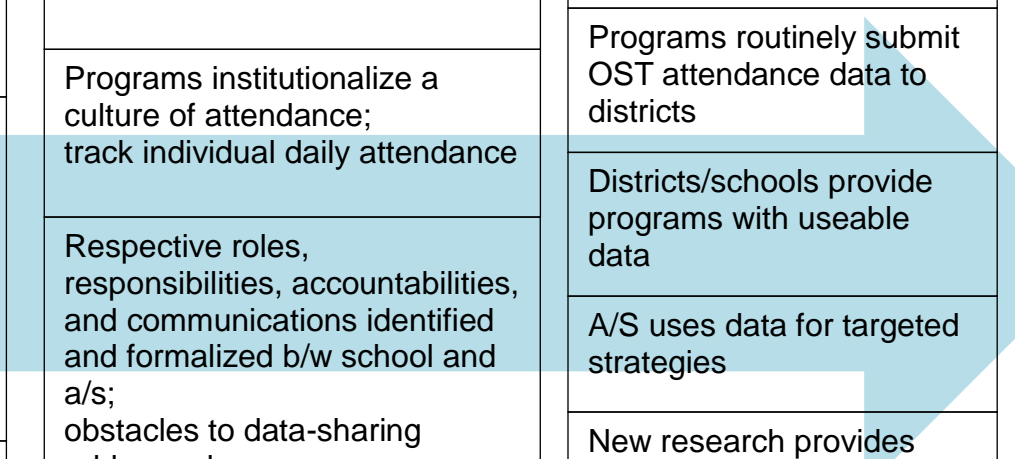 Programs institutionalize a
culture of attendance;
track individual daily attendance
Respective roles,
responsibilities, accountabilities,
and communications identified
and formalized b/w school and
a/s;
obstacles to data-sharing
Programs routinely submit
OST attendance data to
districts
Districts/schools provide
programs with useable
data
A/S uses data for targeted
strategies
New research provides